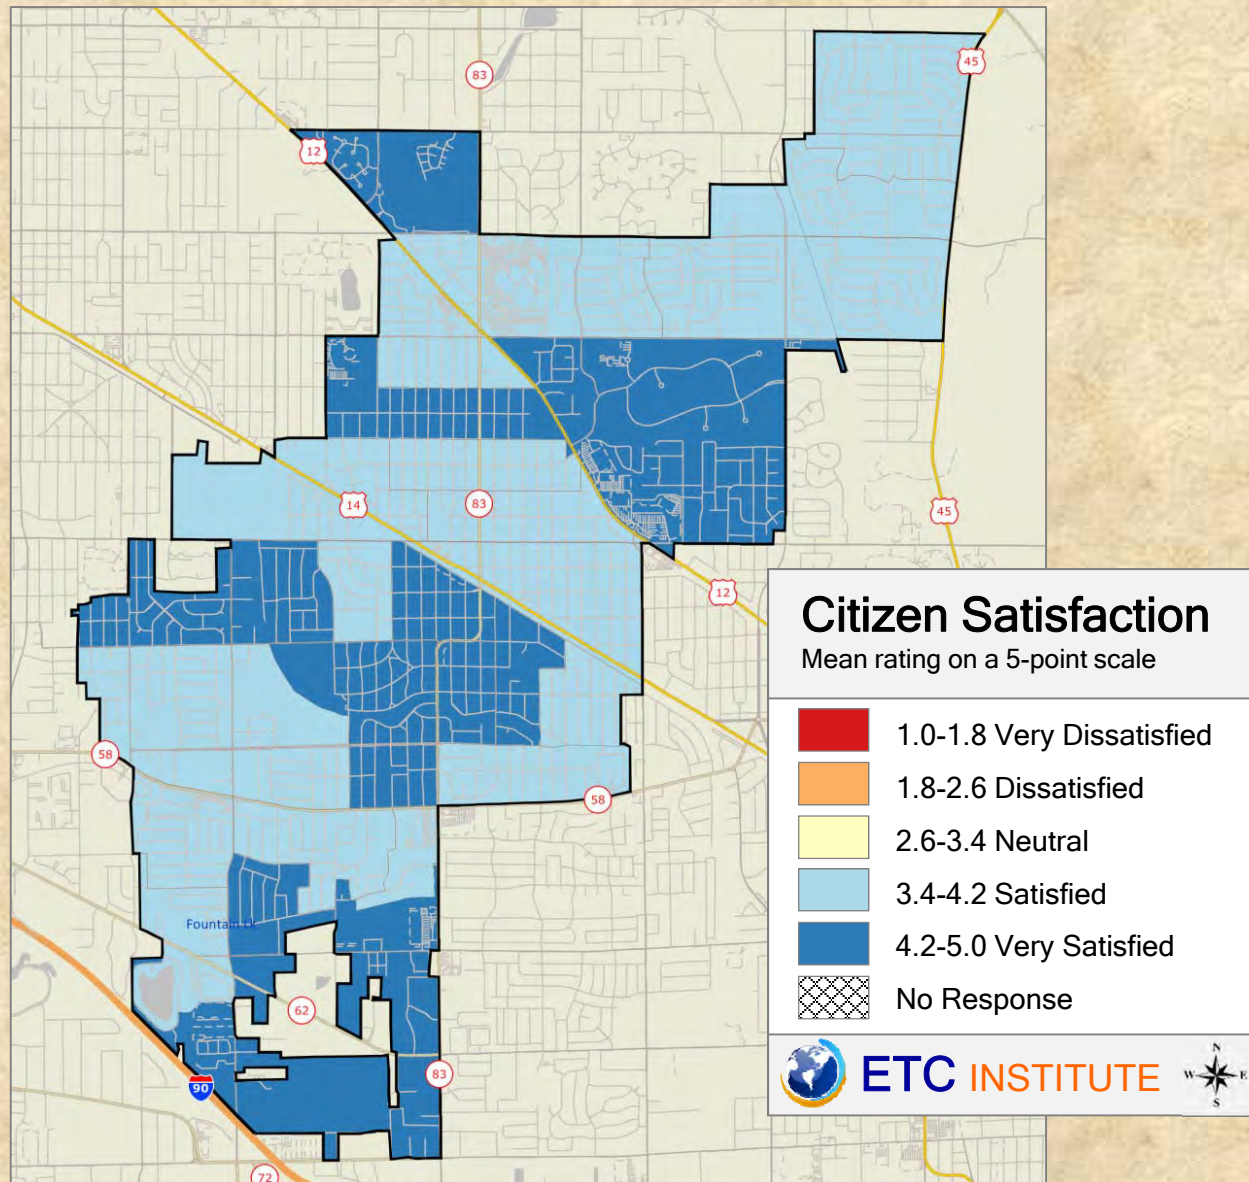 83
45
12
14
83
45
12
58
58
Fountain Lk
62
83
90
72
Citizen Satisfaction
Mean rating on a 5-point scale
1.0-1.8 Very Dissatisfied
1.8-2.6 Dissatisfied
2.6-3.4 Neutral
3.4-4.2 Satisfied
4.2-5.0 Very Satisfied
No Response
ETC INSTITUTE
N
W E
S